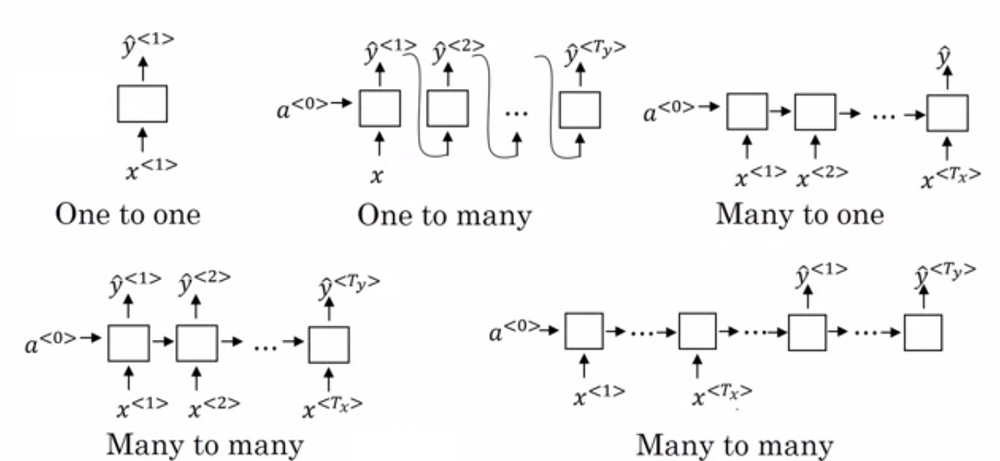 ŷ<1>
x<1>
One to one
ŷ<1> ŷ<2> ŷ<Ty>
a<0> ...
x
One to many
ŷ
a<0> ...
x<1> x<2> x<Tx>
Many to one
ŷ<1> ŷ<2> ŷ<Ty>
a<0> ...
x<1> x<2> x<Tx>
Many to many
ŷ<1> ŷ<Ty>
a<0> ... ... ...
x<1> x<Tx>
Many to many